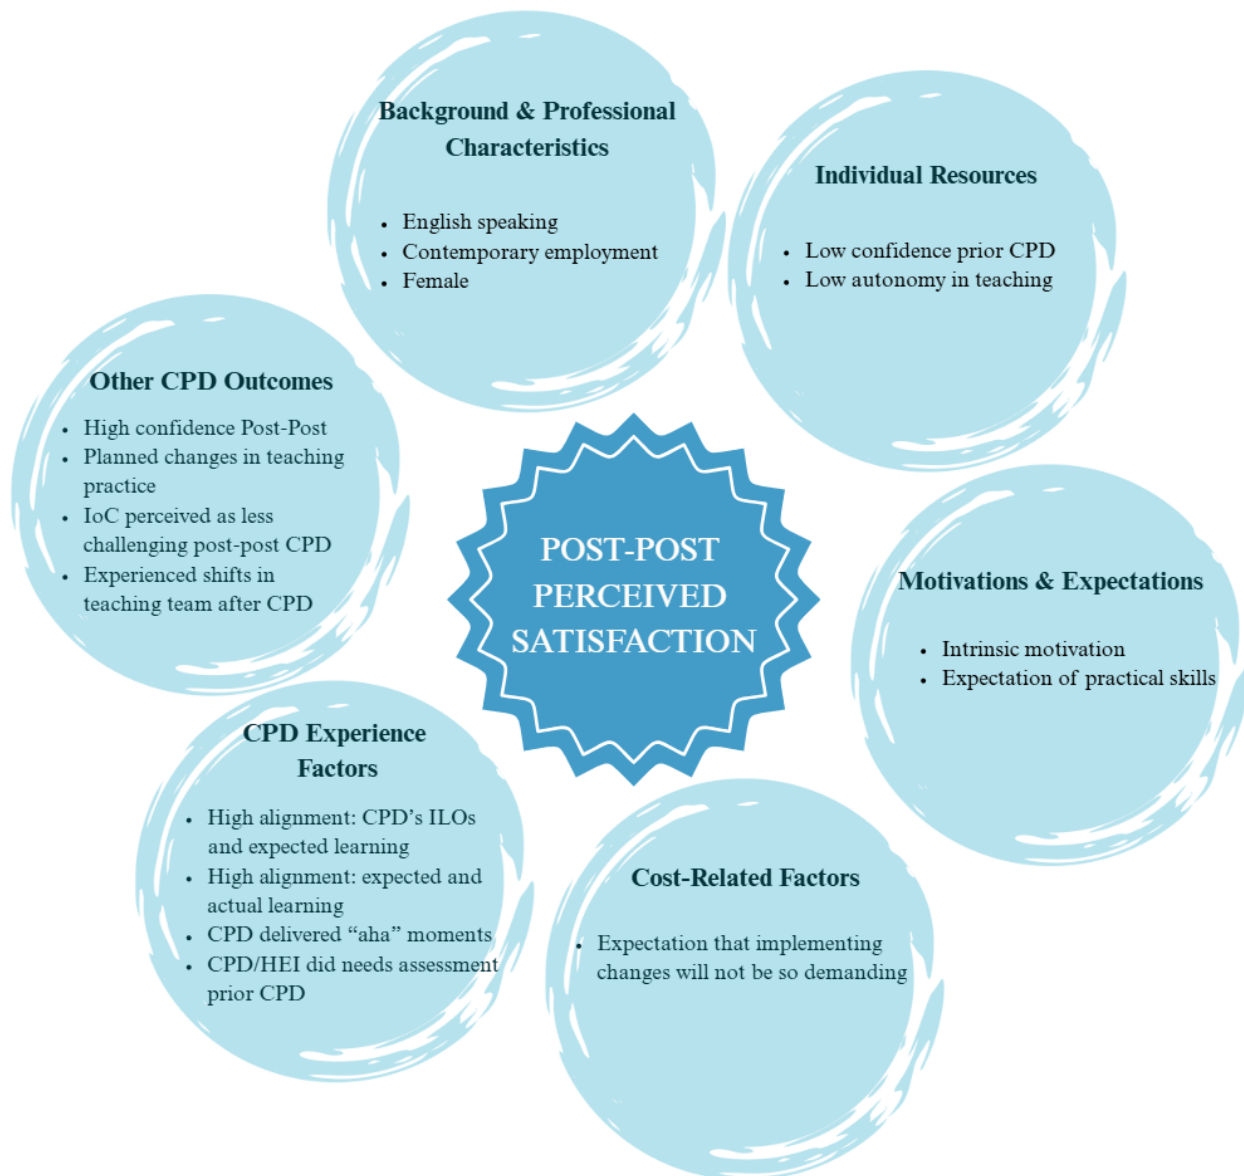 Background & Professional
Characteristics
• English speaking
• Contemporary employment
• Female
Individual Resources
• Low confidence prior CPD
• Low autonomy in teaching
Other CPD Outcomes
• High confidence Post-Post
• Planned changes in teaching
practice
• IoC perceived as less
challenging post-post CPD
• Experienced shifts in
teaching team after CPD
POST-POST
PERCEIVED
SATISFACTION
Motivations & Expectations
• Intrinsic motivation
• Expectation of practical skills
CPD Experience
Factors
• High alignment: CPD’s ILOs
and expected learning
• High alignment: expected and
actual learning
• CPD delivered “aha” moments
• CPD/HEI did needs assessment
prior CPD
Cost-Related Factors
• Expectation that implementing
changes will not be so demanding